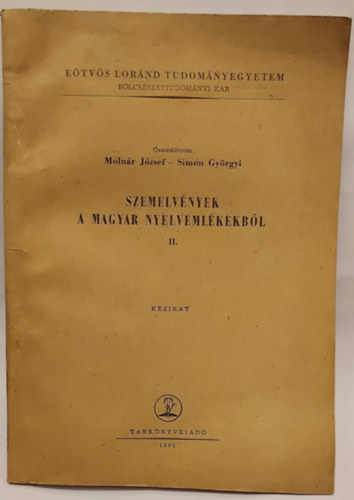 EÖTVÖS LORÁND TUDOMÁNYEGYETEM
BÖLCSÉSZETTUDOMÁNYI KAR
Összeállította:
Molnár József – Simon Györgyi
SZEMELVÉNYEK
A MAGYAR NYELVEMLÉKEKBŐL
II.
KÉZIRAT
TANKÖNYVKIADÓ